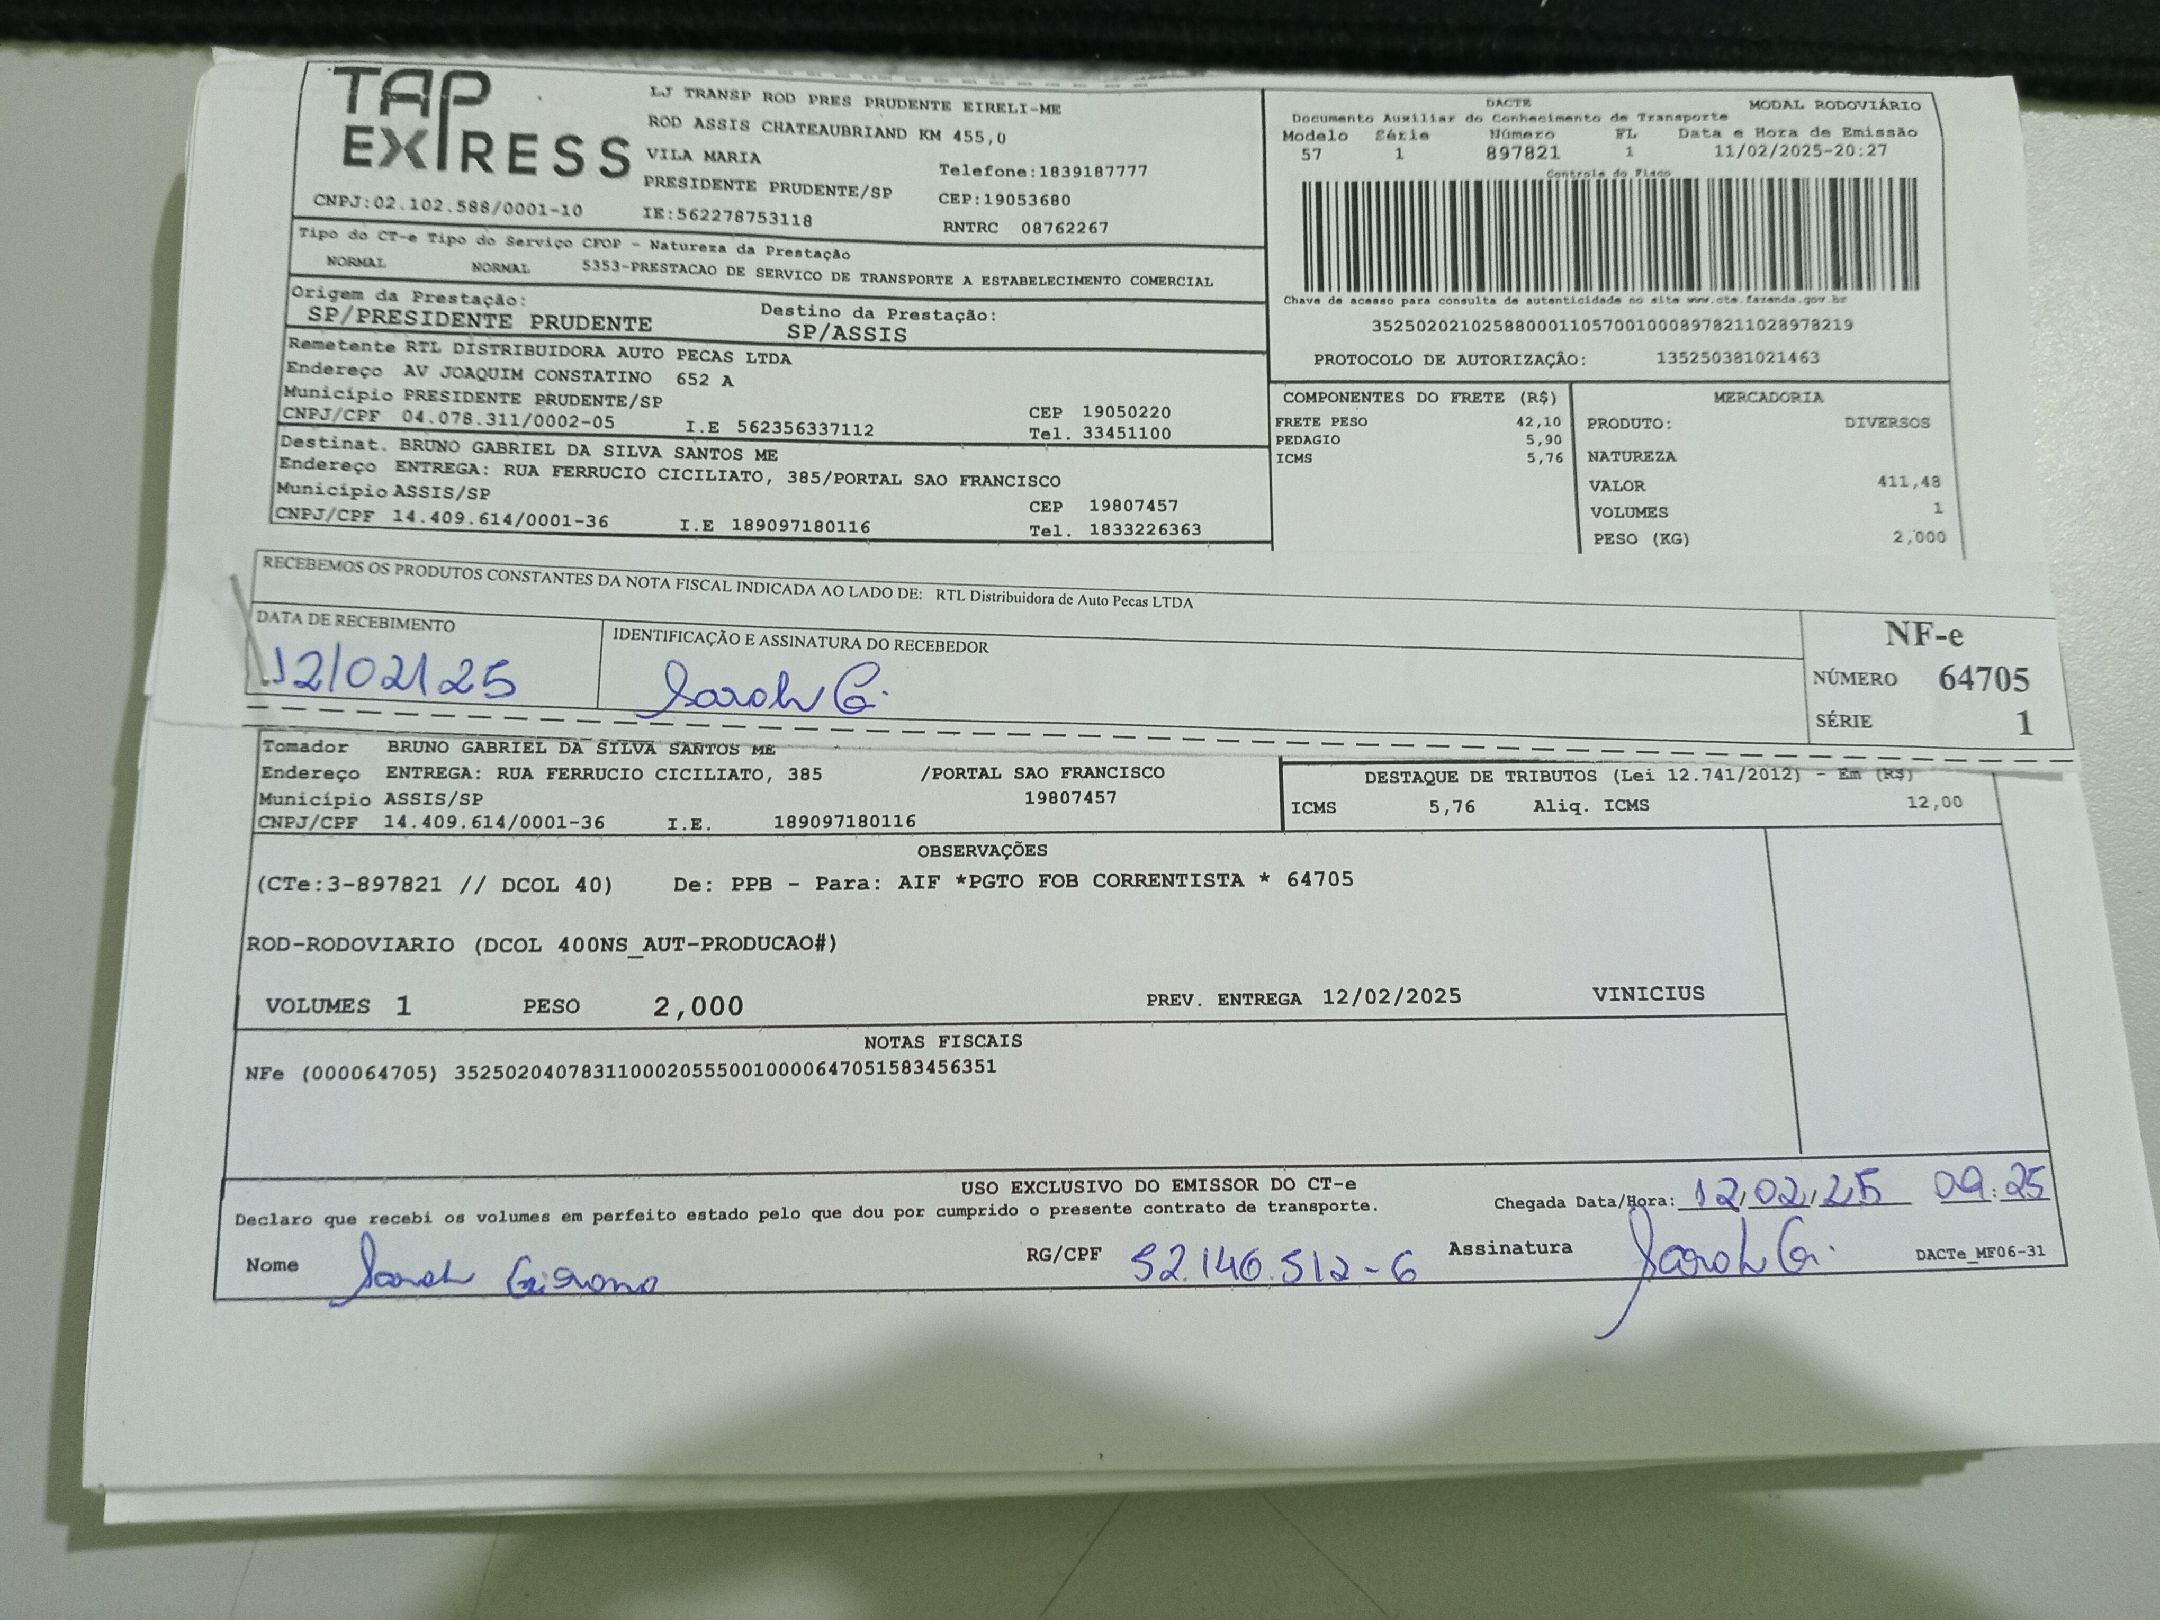 TAP EXPRESS
LJ TRANSP ROD PRES PRUDENTE EIRELI-ME
ROD ASSIS CHATEAUBRIAND KM 455,0
VILA MARIA
Telefone:1839187777
PRESIDENTE PRUDENTE/SP CEP:19053680
CNPJ:02.102.588/0001-10 IE:562278753118 RNTRC 08762267
DACTE MODAL RODOVIÁRIO
Documento Auxiliar do Conhecimento de Transporte
Modelo Série Número FL Data e Hora de Emissão
57 1 897821 1 11/02/2025-20:27
Controle do Fisco
Chave de acesso para consulta de autenticidade no site www.cte.fazenda.gov.br
35250202102588000110570010008978211028978219
PROTOCOLO DE AUTORIZAÇÃO: 135250381021463
Tipo do CT-e Tipo do Serviço CFOP - Natureza da Prestação
NORMAL NORMAL 5353-PRESTACAO DE SERVICO DE TRANSPORTE A ESTABELECIMENTO COMERCIAL
Origem da Prestação: Destino da Prestação:
SP/PRESIDENTE PRUDENTE SP/ASSIS
Remetente RTL DISTRIBUIDORA AUTO PECAS LTDA
Endereço AV JOAQUIM CONSTATINO 652 A
Município PRESIDENTE PRUDENTE/SP CEP 19050220
CNPJ/CPF 04.078.311/0002-05 I.E 562356337112 Tel. 33451100
Destinat. BRUNO GABRIEL DA SILVA SANTOS ME
Endereço ENTREGA: RUA FERRUCIO CICILIATO, 385/PORTAL SAO FRANCISCO
Município ASSIS/SP CEP 19807457
CNPJ/CPF 14.409.614/0001-36 I.E 189097180116 Tel. 1833226363
COMPONENTES DO FRETE (R$)
FRETE PESO 42,10
PEDAGIO 5,90
ICMS 5,76
MERCADORIA
PRODUTO: DIVERSOS
NATUREZA
VALOR 411,48
VOLUMES 1
PESO (KG) 2,000
RECEBEMOS OS PRODUTOS CONSTANTES DA NOTA FISCAL INDICADA AO LADO DE: RTL Distribuidora de Auto Pecas LTDA
DATA DE RECEBIMENTO IDENTIFICAÇÃO E ASSINATURA DO RECEBEDOR
12/02/25 Sarah G.
NF-e
NÚMERO 64705
SÉRIE 1
Tomador BRUNO GABRIEL DA SILVA SANTOS ME
Endereço ENTREGA: RUA FERRUCIO CICILIATO, 385 /PORTAL SAO FRANCISCO
Município ASSIS/SP 19807457
CNPJ/CPF 14.409.614/0001-36 I.E. 189097180116
DESTAQUE DE TRIBUTOS (Lei 12.741/2012) - Em (R$)
ICMS 5,76 Aliq. ICMS 12,00
OBSERVAÇÕES
(CTe:3-897821 // DCOL 40) De: PPB - Para: AIF *PGTO FOB CORRENTISTA * 64705
ROD-RODOVIARIO (DCOL 400NS_AUT-PRODUCAO#)
VOLUMES 1 PESO 2,000 PREV. ENTREGA 12/02/2025 VINICIUS
NOTAS FISCAIS
NFe (000064705) 35250204078311000205550010000647051583456351
USO EXCLUSIVO DO EMISSOR DO CT-e
Declaro que recebi os volumes em perfeito estado pelo que dou por cumprido o presente contrato de transporte.
Chegada Data/Hora: 12/02/25 09:25
Nome Sarah RG/CPF 52.146.512-6 Assinatura Sarah G. DACTe_MF06-31